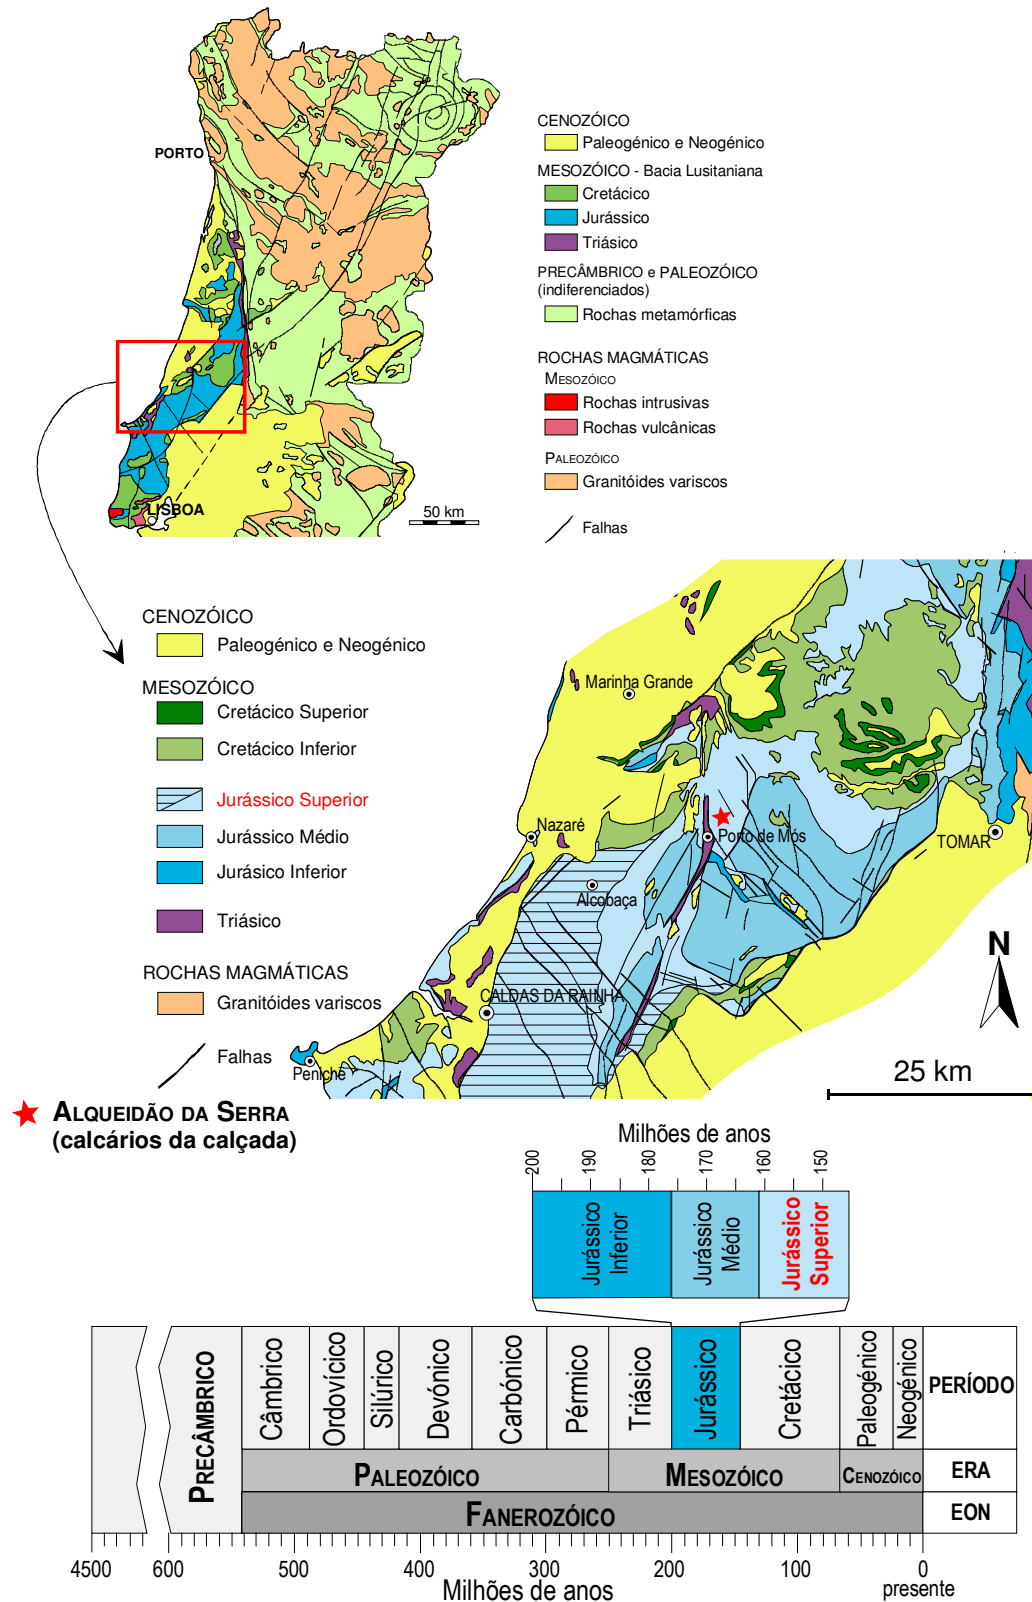 PORTO
LISBOA
50 km
CENOZÓICO
Paleogénico e Neogénico
MESOZÓICO - Bacia Lusitaniana
Cretácico
Jurássico
Triásico
PRECÂMBRICO e PALEOZÓICO
(indiferenciados)
Rochas metamórficas
ROCHAS MAGMÁTICAS
MESOZÓICO
Rochas intrusivas
Rochas vulcânicas
PALEOZÓICO
Granitóides variscos
Falhas
CENOZÓICO
Paleogénico e Neogénico
MESOZÓICO
Cretácico Superior
Cretácico Inferior
Jurássico Superior
Jurássico Médio
Jurásico Inferior
Triásico
ROCHAS MAGMÁTICAS
Granitóides variscos
Falhas
Marinha Grande
Nazaré
Porto de Mós
TOMAR
Alcobaça
CALDAS DA RAINHA
Peniche
N
25 km
ALQUEIDÃO DA SERRA
(calcários da calçada)
Milhões de anos
200 190 180 170 160 150
Jurássico
Inferior
Jurássico
Médio
Jurássico
Superior
PRECÂMBRICO
Câmbrico
Ordovícico
Silúrico
Devónico
Carbónico
Pérmico
Triásico
Jurássico
Cretácico
Paleogénico
Neogénico
PERÍODO
PALEOZÓICO
MESOZÓICO
CENOZÓICO
ERA
FANEROZÓICO
EON
4500 600 500 400 300 200 100 0
Milhões de anos
presente